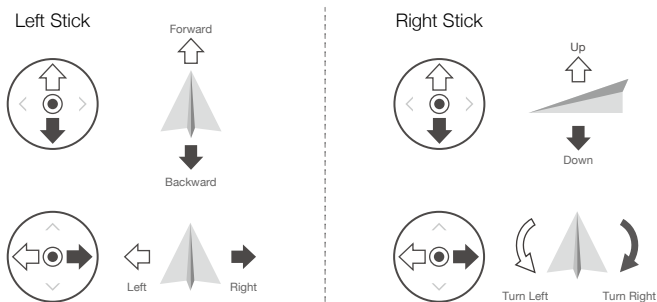 Left Stick
Forward
Backward
Left
Right
Right Stick
Up
Down
Turn Left
Turn Right